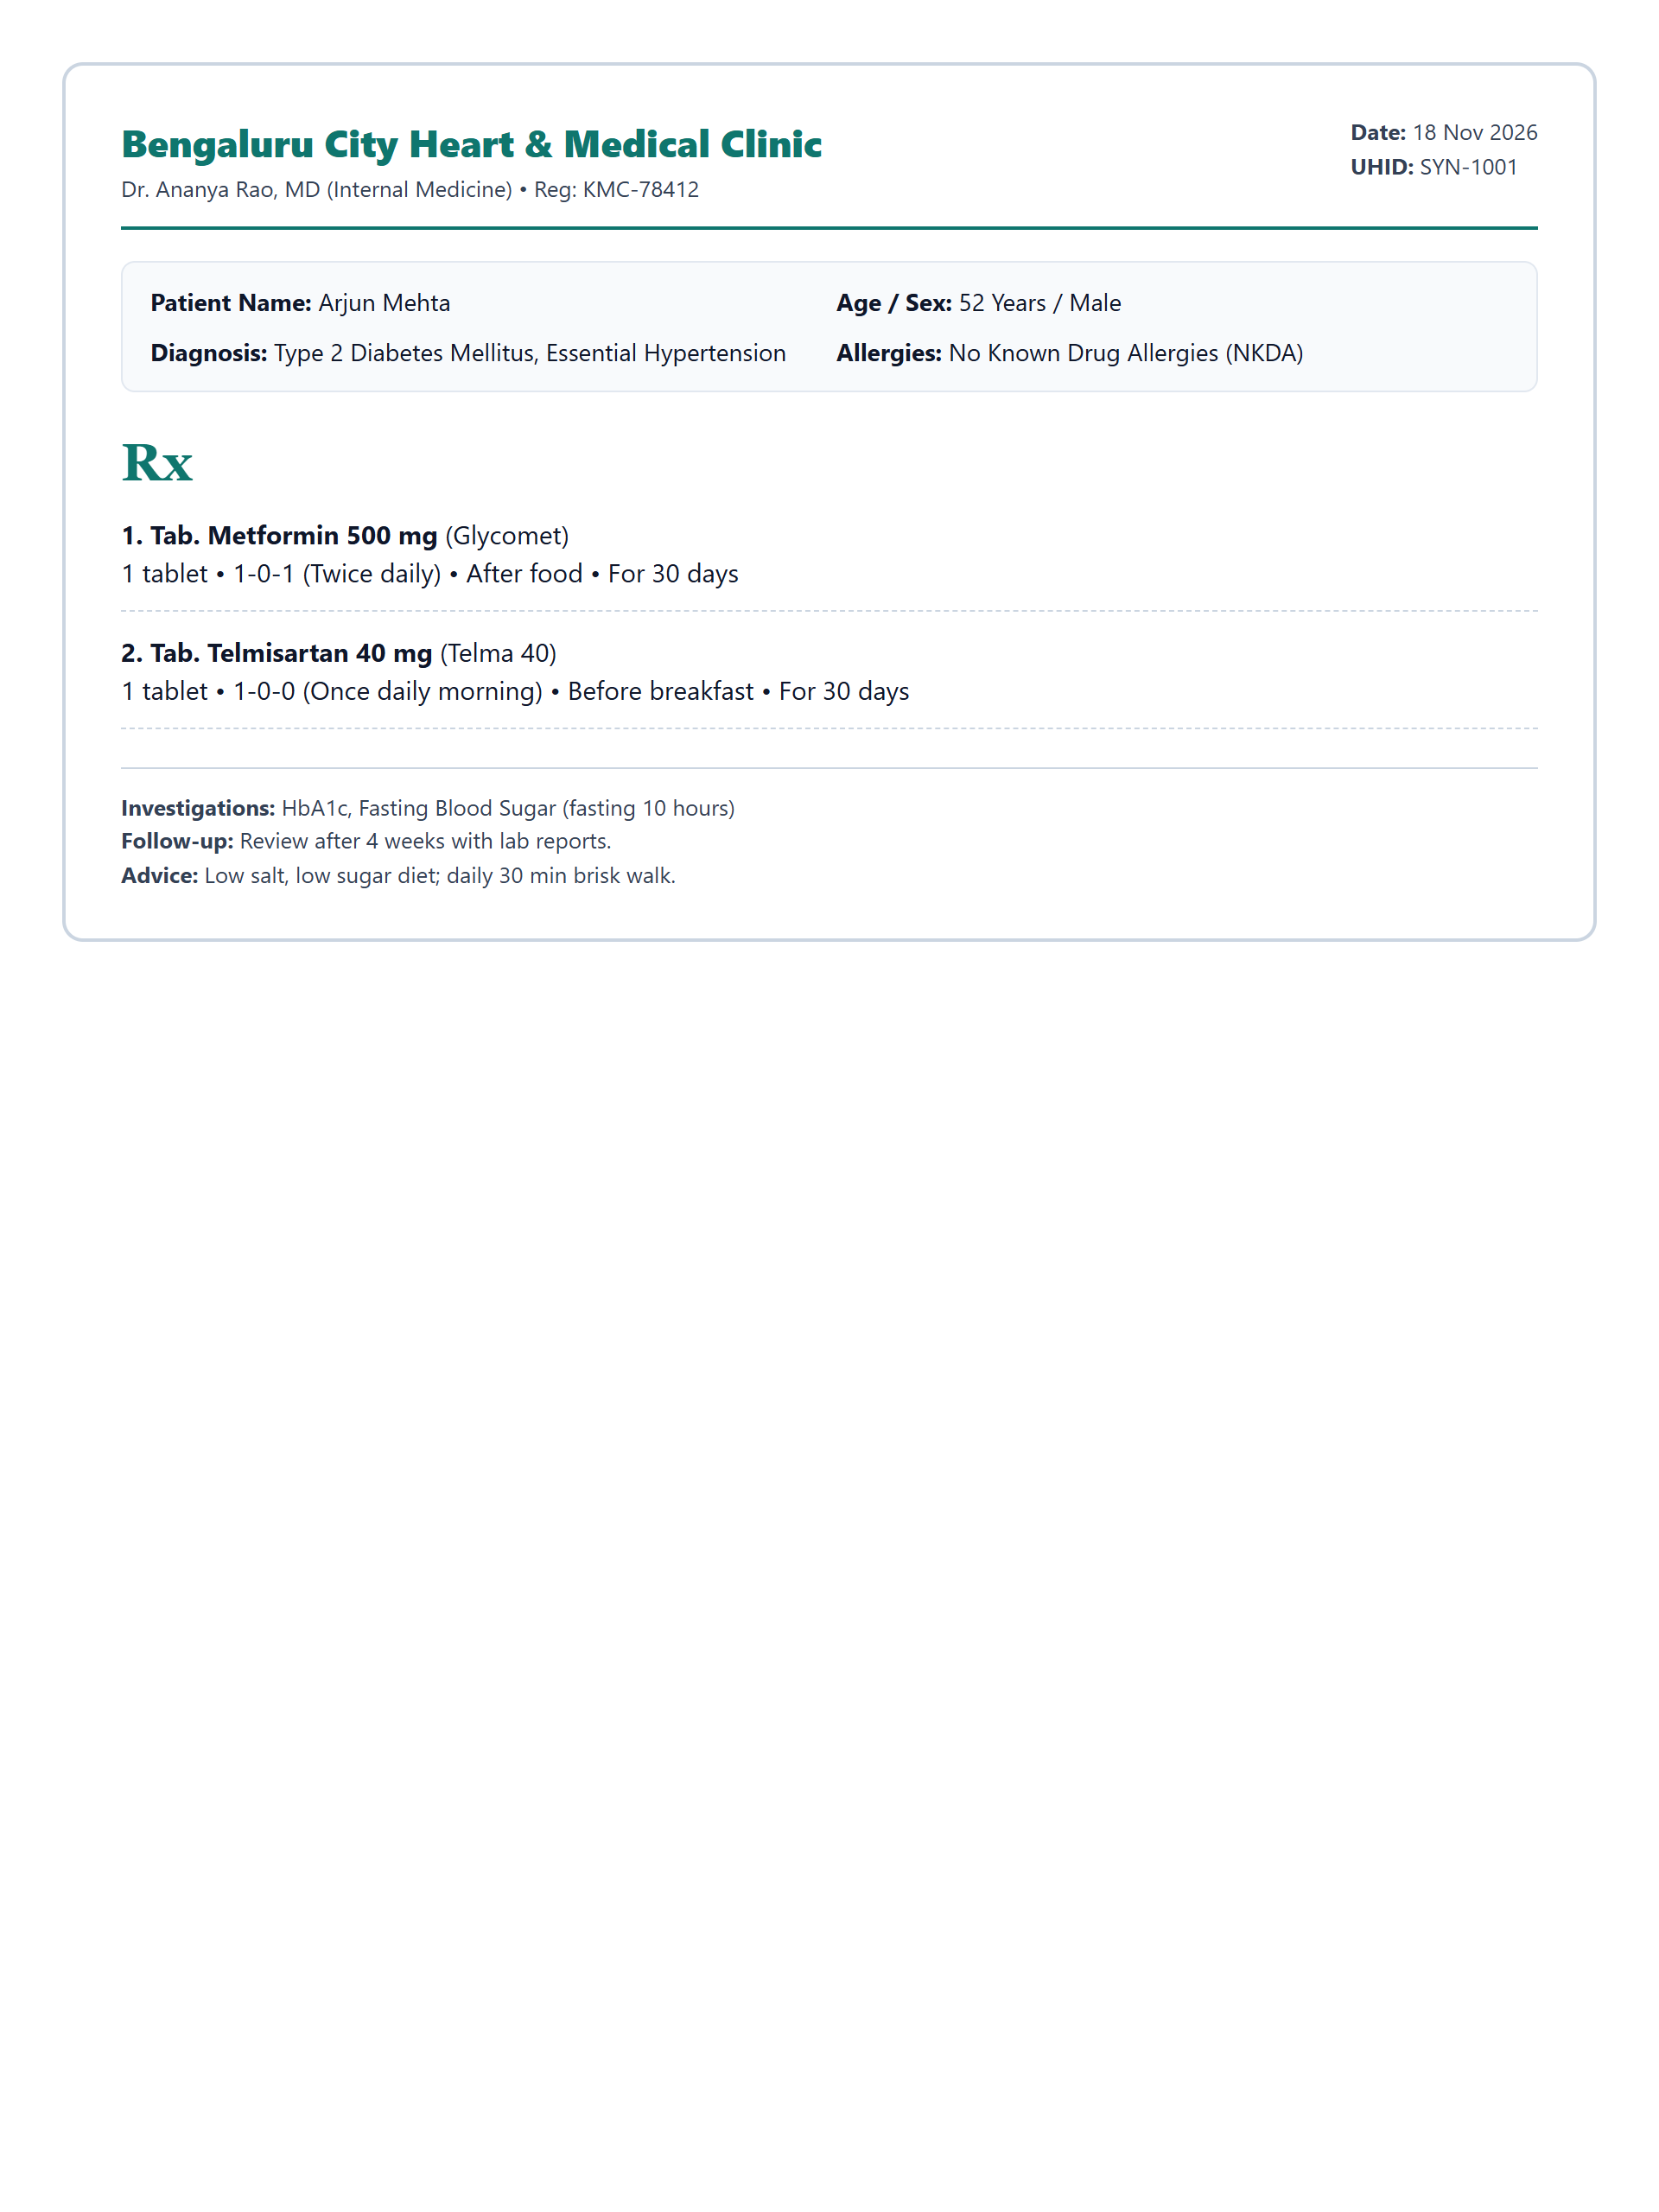 Bengaluru City Heart & Medical Clinic
Dr. Ananya Rao, MD (Internal Medicine) • Reg: KMC-78412
Date: 18 Nov 2026
UHID: SYN-1001
Patient Name: Arjun Mehta
Age / Sex: 52 Years / Male
Diagnosis: Type 2 Diabetes Mellitus, Essential Hypertension
Allergies: No Known Drug Allergies (NKDA)
Rx
1. Tab. Metformin 500 mg (Glycomet)
1 tablet • 1-0-1 (Twice daily) • After food • For 30 days
2. Tab. Telmisartan 40 mg (Telma 40)
1 tablet • 1-0-0 (Once daily morning) • Before breakfast • For 30 days
Investigations: HbA1c, Fasting Blood Sugar (fasting 10 hours)
Follow-up: Review after 4 weeks with lab reports.
Advice: Low salt, low sugar diet; daily 30 min brisk walk.